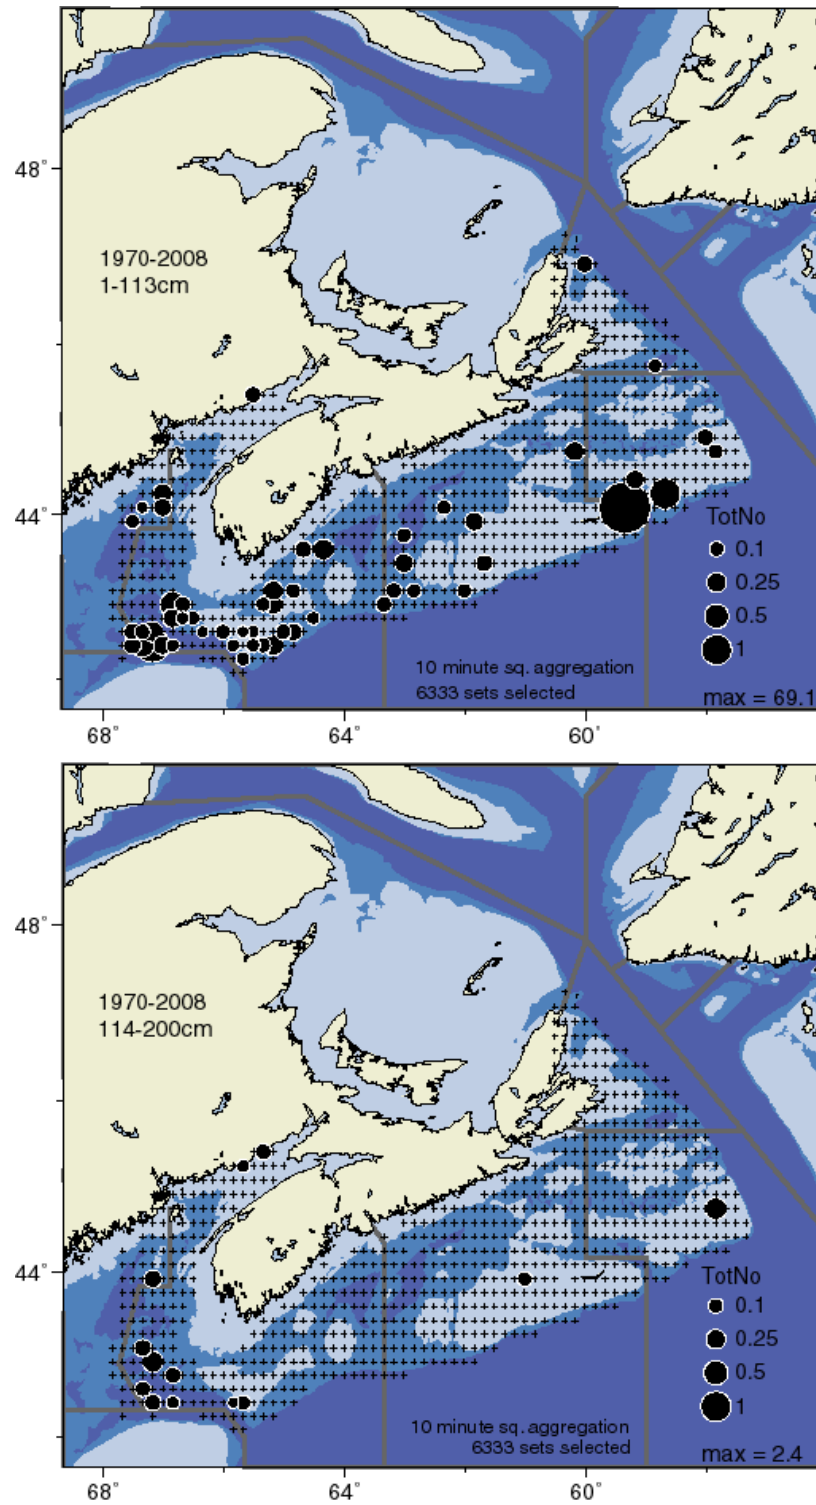 48˚
1970-2008
1-113cm
44˚
TotNo
0.1
0.25
0.5
1
10 minute sq. aggregation
6333 sets selected
max = 69.1
68˚
64˚
60˚
48˚
1970-2008
114-200cm
44˚
TotNo
0.1
0.25
0.5
1
10 minute sq. aggregation
6333 sets selected
max = 2.4
68˚
64˚
60˚